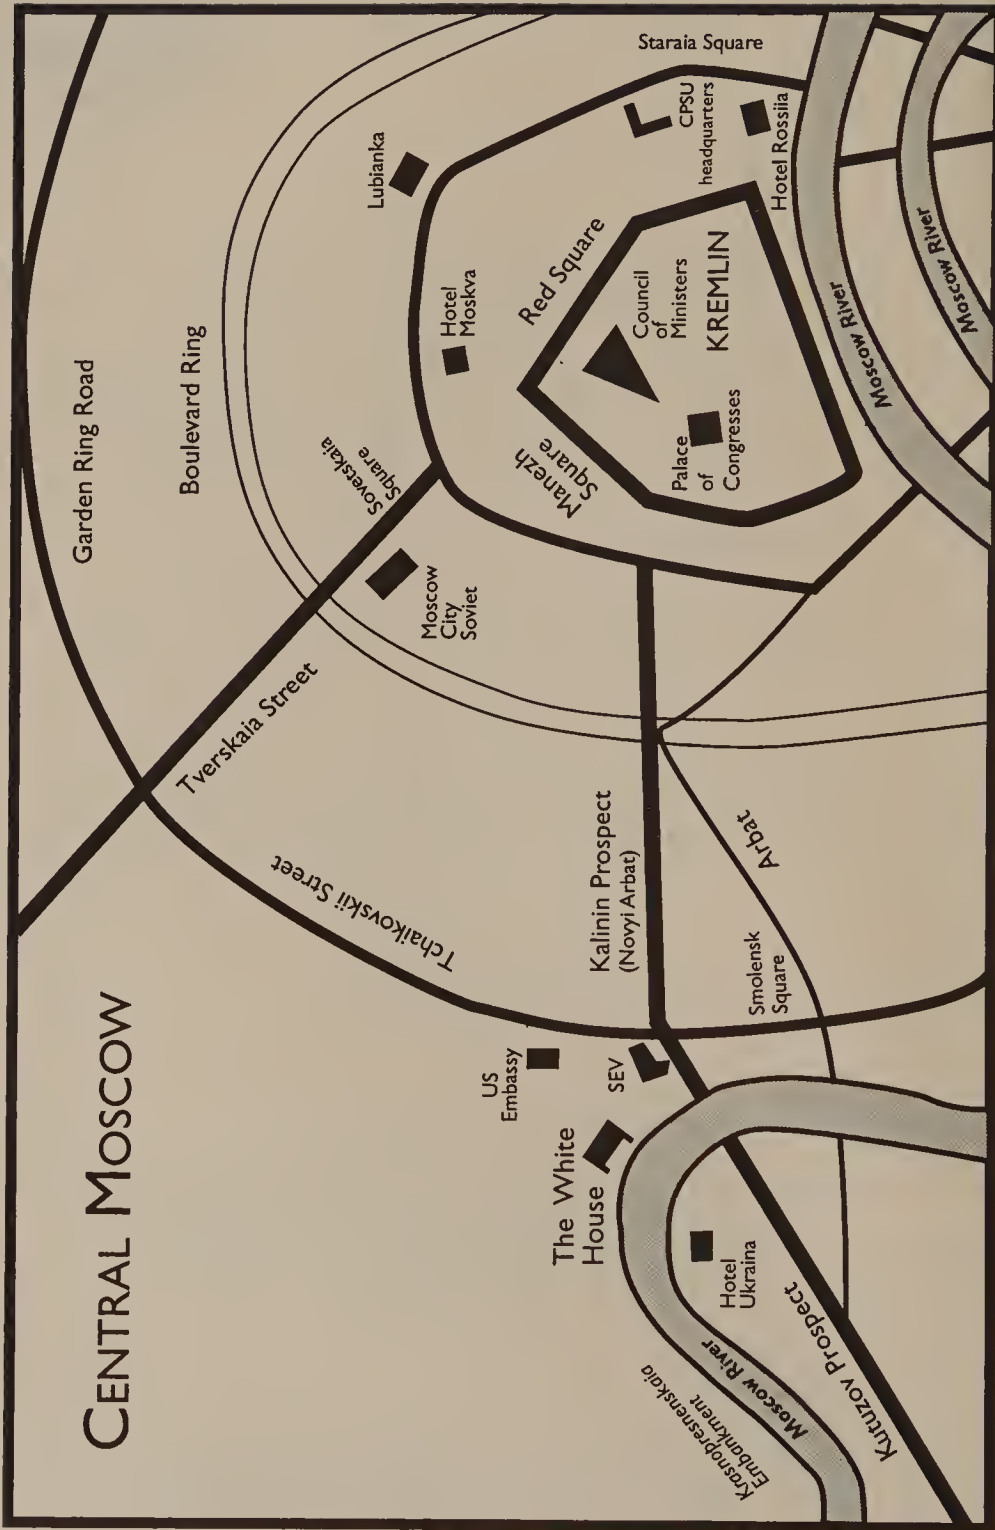 CENTRAL MOSCOW
Garden Ring Road
Boulevard Ring
Lubianka
Staraia Square
CPSU
headquarters
Hotel Rossiia
Hotel
Moskva
Red Square
Council
of
Ministers
KREMLIN
Palace
of
Congresses
Manezh
Square
Sovetskaia
Square
Moscow
City
Soviet
Tverskaia Street
Tchaikovskii Street
Kalinin Prospect
(Novyi Arbat)
Arbat
Smolensk
Square
US
Embassy
SEV
The White
House
Hotel
Ukraina
Kutuzov Prospect
Moscow River
Krasnopresnenskaia
Embankment
Moscow River
Moscow River